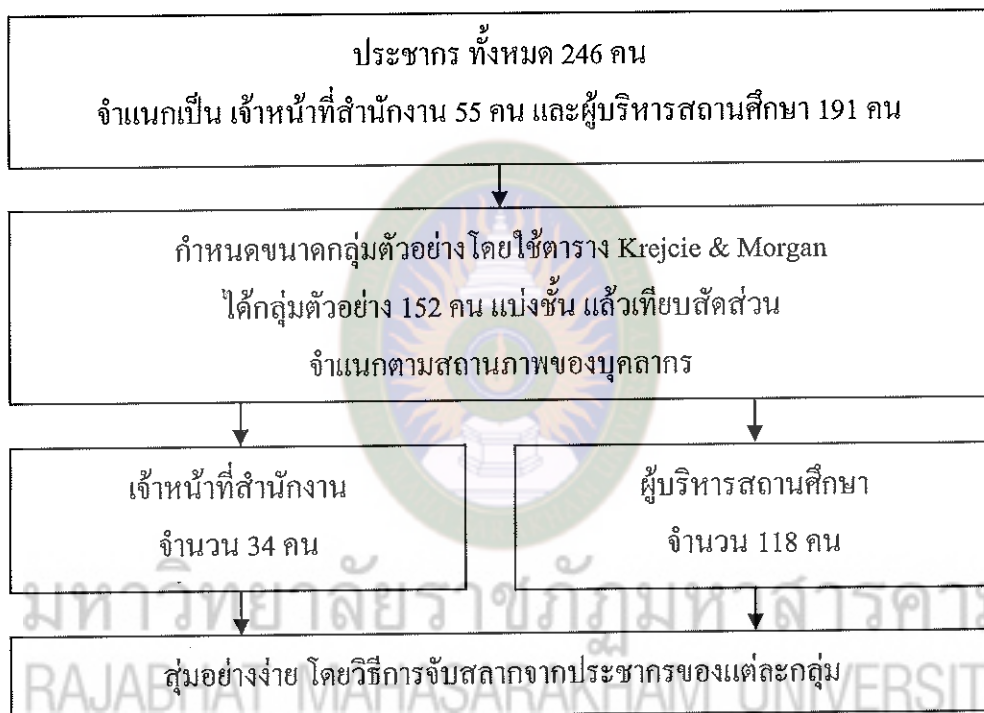 ประชากร ทั้งหมด 246 คน
จำแนกเป็น เจ้าหน้าที่สำนักงาน 55 คน และผู้บริหารสถานศึกษา 191 คน
กำหนดขนาดกลุ่มตัวอย่างโดยใช้ตาราง Krejcie & Morgan
ได้กลุ่มตัวอย่าง 152 คน แบ่งชั้น แล้วเทียบสัดส่วน
จำแนกตามสถานภาพของบุคลากร
เจ้าหน้าที่สำนักงาน
จำนวน 34 คน
ผู้บริหารสถานศึกษา
จำนวน 118 คน
มหาวิทยาลัยราชภัฏมหาสารคาม
สุ่มอย่างง่าย โดยวิธีการจับสลากจากประชากรของแต่ละกลุ่ม
RAJABHAT MAHASARAKHAM UNIVERSIT